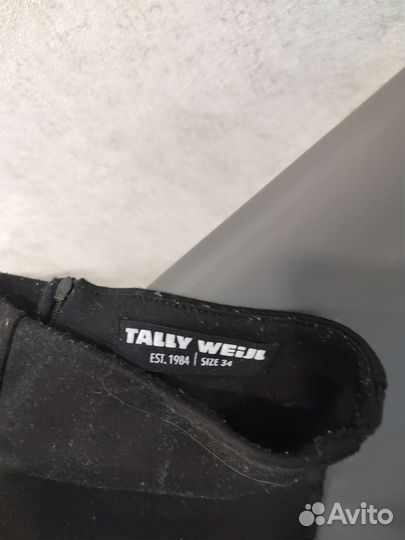 TALLY WEiJL
EST. 1984 | SIZE 34
Avito